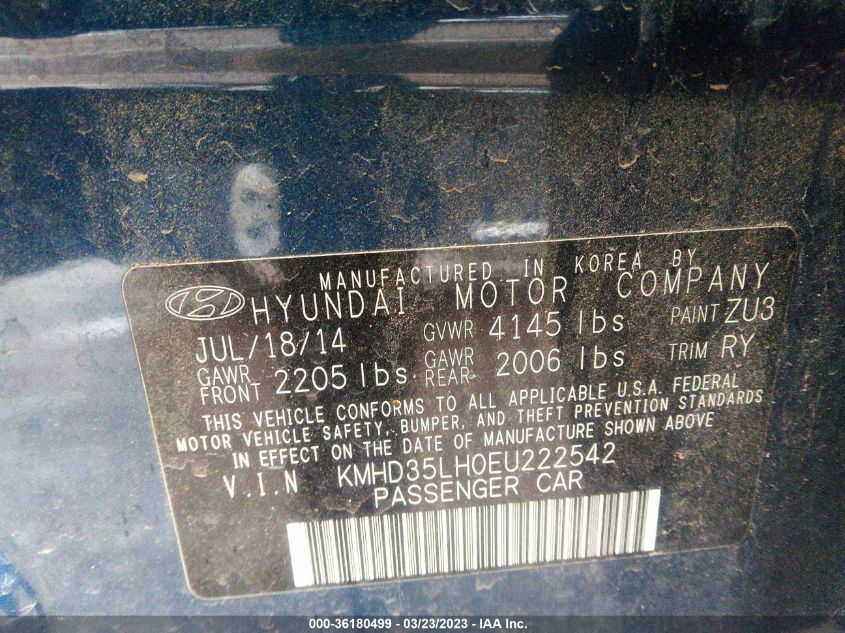 MANUFACTURED IN KOREA BY
HYUNDAI MOTOR COMPANY
JUL/18/14 GVWR 4145 lbs PAINT ZU3
GAWR FRONT 2205 lbs GAWR REAR 2006 lbs TRIM RY
THIS VEHICLE CONFORMS TO ALL APPLICABLE U.S.A. FEDERAL
MOTOR VEHICLE SAFETY, BUMPER, AND THEFT PREVENTION STANDARDS
IN EFFECT ON THE DATE OF MANUFACTURE SHOWN ABOVE
V.I.N KMHD35LH0EU222542
PASSENGER CAR
000-36180499 - 03/23/2023 - IAA Inc.